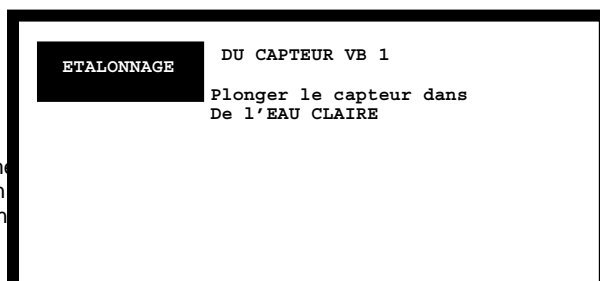 ETALONNAGE DU CAPTEUR VB 1
Plonger le capteur dans
De l’EAU CLAIRE